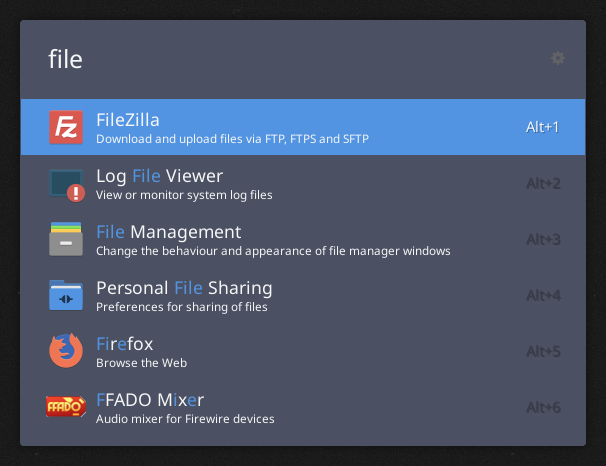 file
FileZilla
Download and upload files via FTP, FTPS and SFTP
Alt+1
Log File Viewer
View or monitor system log files
Alt+2
File Management
Change the behaviour and appearance of file manager windows
Alt+3
Personal File Sharing
Preferences for sharing of files
Alt+4
Firefox
Browse the Web
Alt+5
FFADO
FFADO Mixer
Audio mixer for Firewire devices
Alt+6